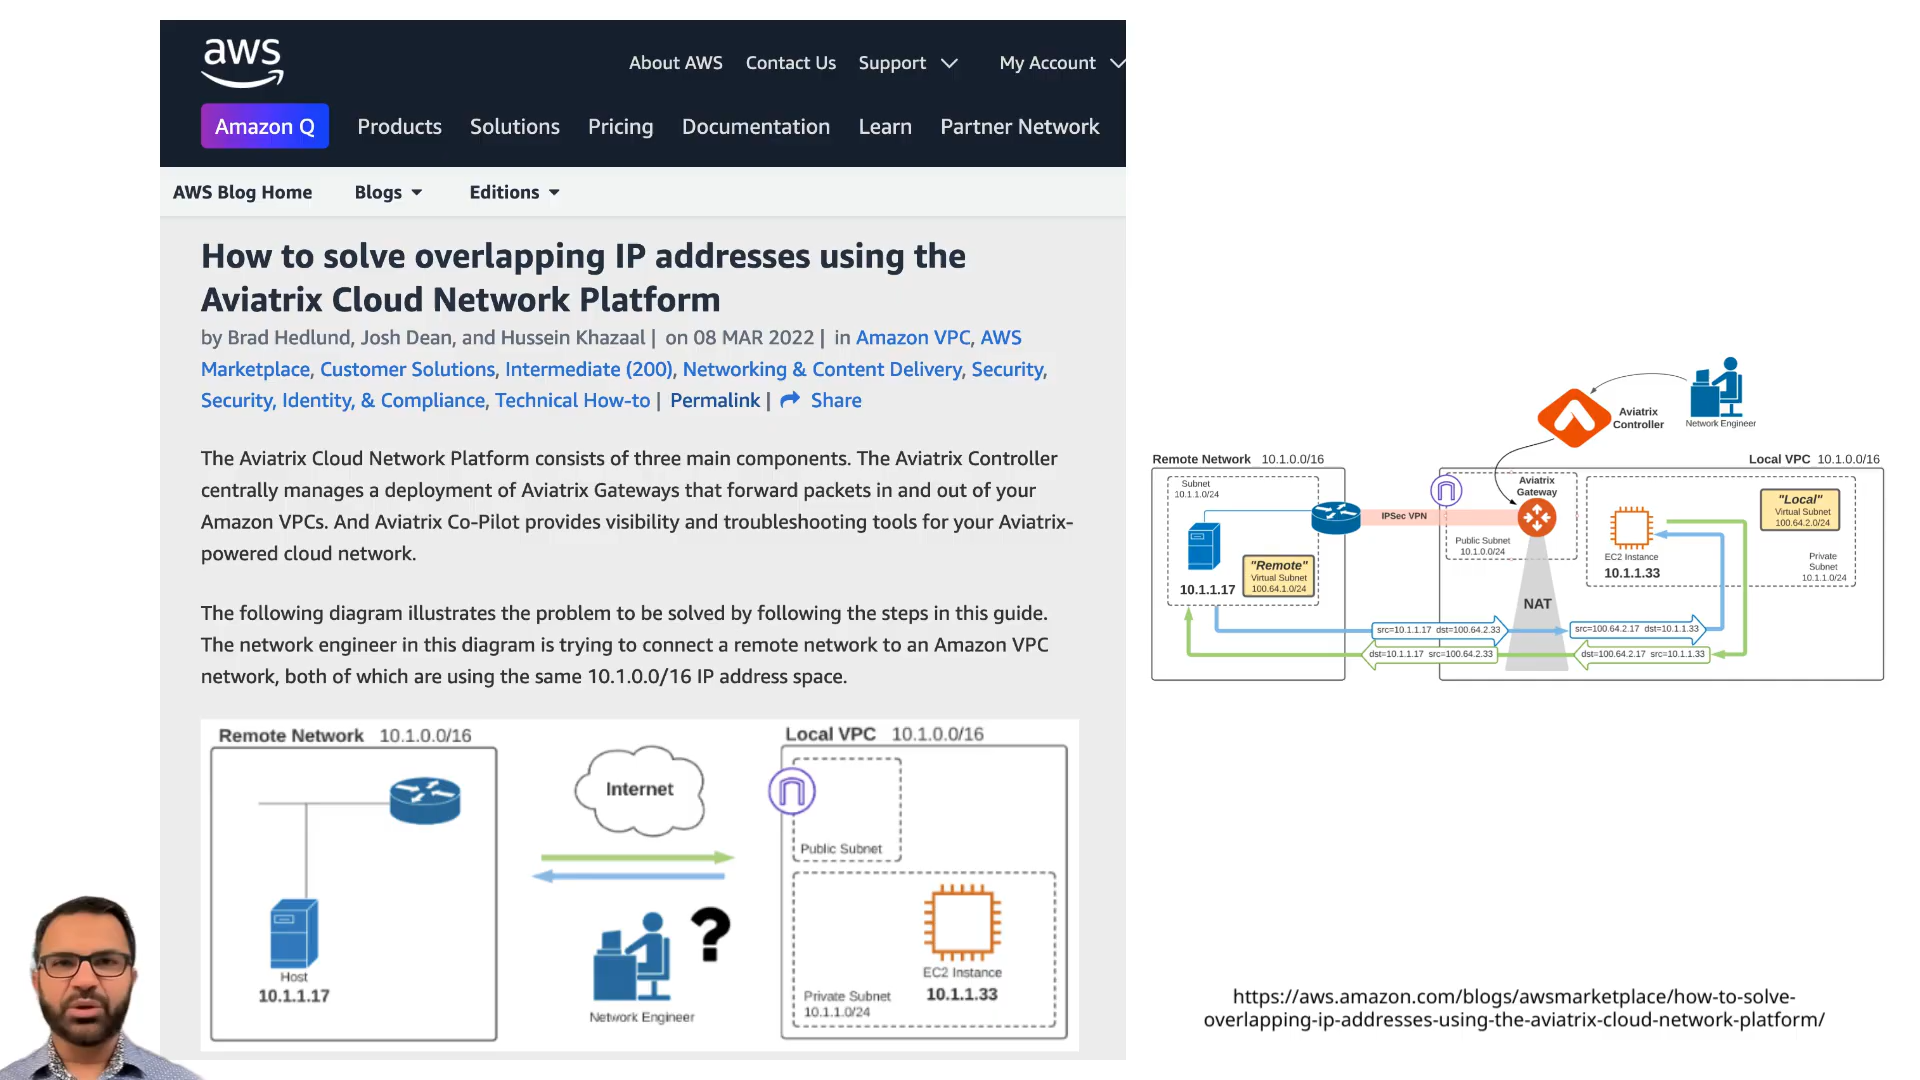 aws
About AWS Contact Us Support My Account
Amazon Q Products Solutions Pricing Documentation Learn Partner Network
AWS Blog Home Blogs Editions
How to solve overlapping IP addresses using the
Aviatrix Cloud Network Platform
by Brad Hedlund, Josh Dean, and Hussein Khazaal | on 08 MAR 2022 | in Amazon VPC, AWS
Marketplace, Customer Solutions, Intermediate (200), Networking & Content Delivery, Security,
Security, Identity, & Compliance, Technical How-to | Permalink | Share
The Aviatrix Cloud Network Platform consists of three main components. The Aviatrix Controller
centrally manages a deployment of Aviatrix Gateways that forward packets in and out of your
Amazon VPCs. And Aviatrix Co-Pilot provides visibility and troubleshooting tools for your Aviatrix-
powered cloud network.
The following diagram illustrates the problem to be solved by following the steps in this guide.
The network engineer in this diagram is trying to connect a remote network to an Amazon VPC
network, both of which are using the same 10.1.0.0/16 IP address space.
Remote Network 10.1.0.0/16
Host
10.1.1.17
Internet
?
Network Engineer
Local VPC 10.1.0.0/16
Public Subnet
EC2 Instance
10.1.1.33
Private Subnet
10.1.1.0/24
Aviatrix
Controller
Network Engineer
Remote Network 10.1.0.0/16
Subnet
10.1.1.0/24
10.1.1.17
"Remote"
Virtual Subnet
100.64.1.0/24
IPSec VPN
Local VPC 10.1.0.0/16
Aviatrix
Gateway
Public Subnet
10.1.0.0/24
EC2 Instance
10.1.1.33
"Local"
Virtual Subnet
100.64.2.0/24
Private
Subnet
10.1.1.0/24
NAT
src=10.1.1.17 dst=100.64.2.33
src=100.64.2.17 dst=10.1.1.33
dst=10.1.1.17 src=100.64.2.33
dst=100.64.2.17 src=10.1.1.33
https://aws.amazon.com/blogs/awsmarketplace/how-to-solve-
overlapping-ip-addresses-using-the-aviatrix-cloud-network-platform/